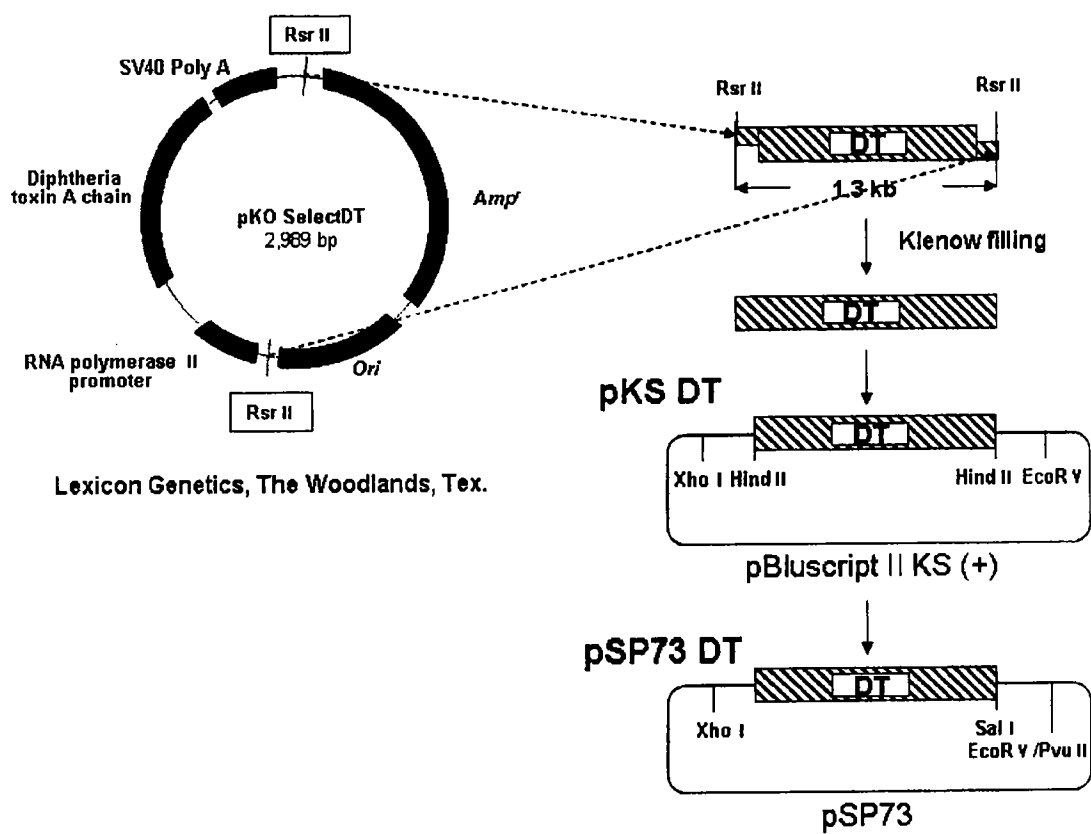 Rsr II
SV40 Poly A
Diphtheria
toxin A chain
pKO SelectDT
2,989 bp
Ampr
RNA polymerase II
promoter
Ori
Rsr II
Lexicon Genetics, The Woodlands, Tex.
Rsr II
Rsr II
DT
1.3 kb
Klenow filling
DT
pKS DT
DT
Xho I Hind II
Hind II EcoR V
pBluscript II KS (+)
pSP73 DT
DT
Xho I
Sal I
EcoR V /Pvu II
pSP73